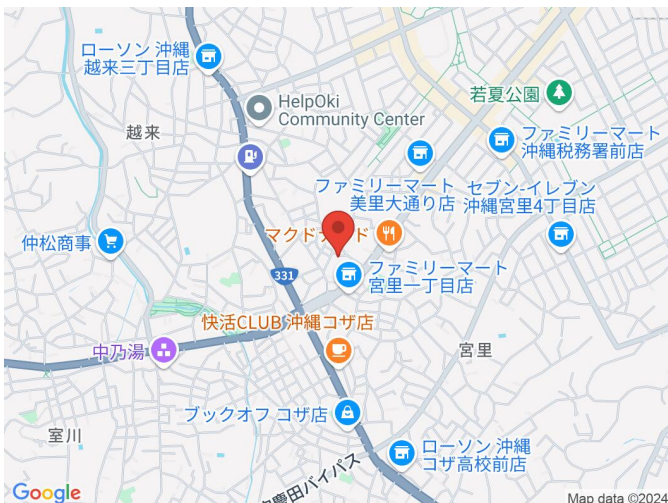 ローソン 沖縄
越来三丁目店
HelpOki
Community Center
若夏公園
越来
ファミリーマート
沖縄税務署前店
ファミリーマート
美里大通り店
セブン-イレブン
沖縄宮里4丁目店
仲松商事
331
ファミリーマート
宮里一丁目店
快活CLUB 沖縄コザ店
中乃湯
宮里
ブックオフ コザ店
室川
ローソン 沖縄
コザ高校前店
慶田バイパス
Google
Map data ©2024